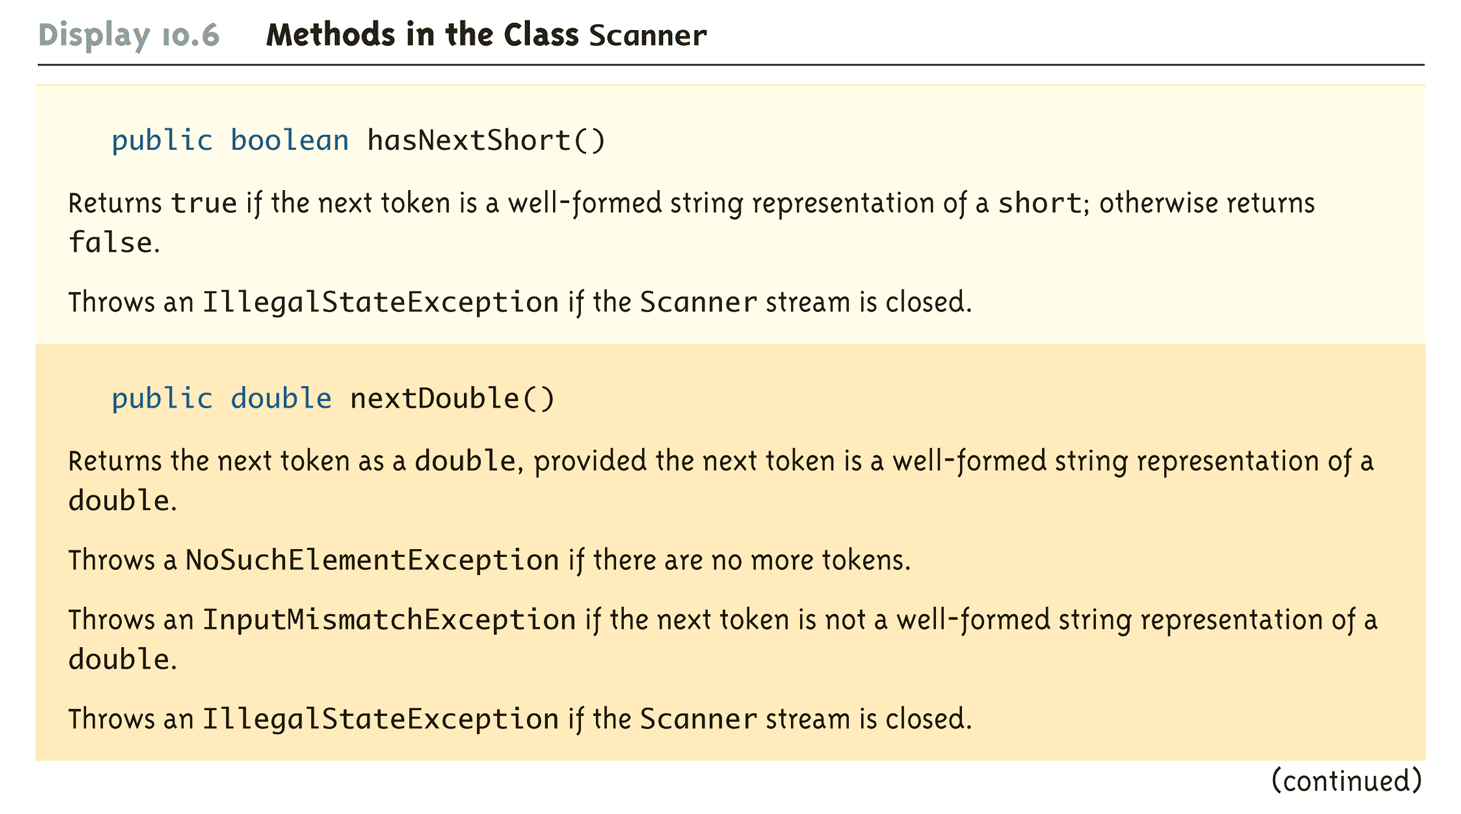 Display 10.6 Methods in the Class Scanner
public boolean hasNextShort()
Returns true if the next token is a well-formed string representation of a short; otherwise returns
false.
Throws an IllegalStateException if the Scanner stream is closed.
public double nextDouble()
Returns the next token as a double, provided the next token is a well-formed string representation of a
double.
Throws a NoSuchElementException if there are no more tokens.
Throws an InputMismatchException if the next token is not a well-formed string representation of a
double.
Throws an IllegalStateException if the Scanner stream is closed.
(continued)